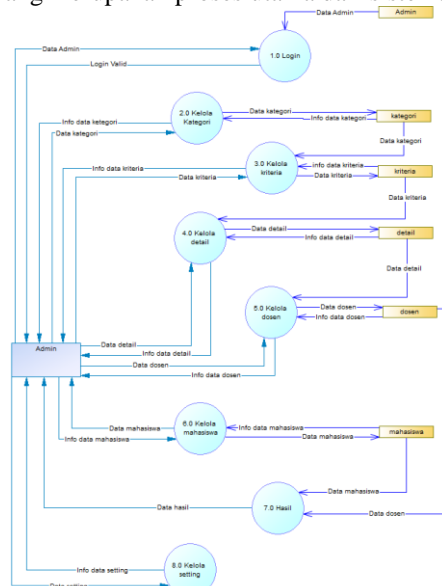 Data Admin
Admin
Data Admin
1.0 Login
Login Valid
2.0 Kelola
Kategori
Data kategori
Info data kategori
kategori
Info data ketegori
Data kategori
Data kategori
Info data kriteria
3.0 Kelola
kriteria
info data kriteria
Data kriteria
kriteria
Data kriteria
Data kriteria
4.0 Kelola
detail
Data detail
Info data detail
detail
Data detail
5.0 Kelola
dosen
Data dosen
Info data dosen
dosen
Admin
Data detail
Info data detail
Data dosen
Info data dosen
Data mahasiswa
Info data mahasiswa
6.0 Kelola
mahasiswa
Info data mahasiswa
Data mahasiswa
mahasiswa
Data mahasiswa
Data hasil
7.0 Hasil
Data dosen
Info data setting
8.0 Kelola
setting
Data setting